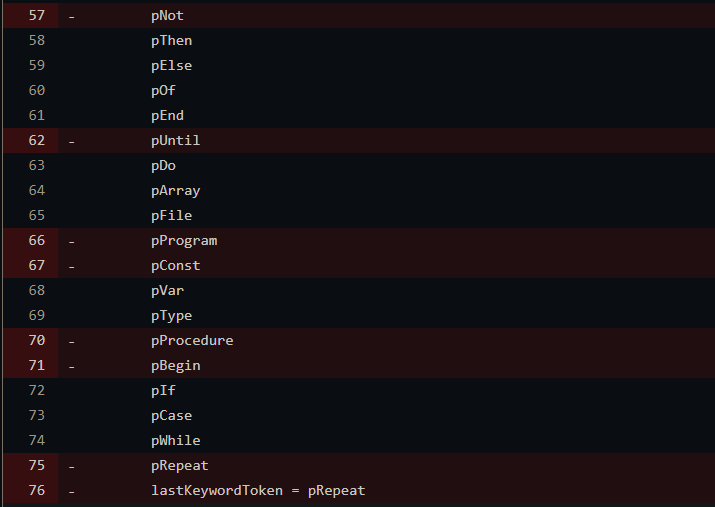 57 - pNot
58 pThen
59 pElse
60 pOf
61 pEnd
62 - pUntil
63 pDo
64 pArray
65 pFile
66 - pProgram
67 - pConst
68 pVar
69 pType
70 - pProcedure
71 - pBegin
72 pIf
73 pCase
74 pWhile
75 - pRepeat
76 - lastKeywordToken = pRepeat